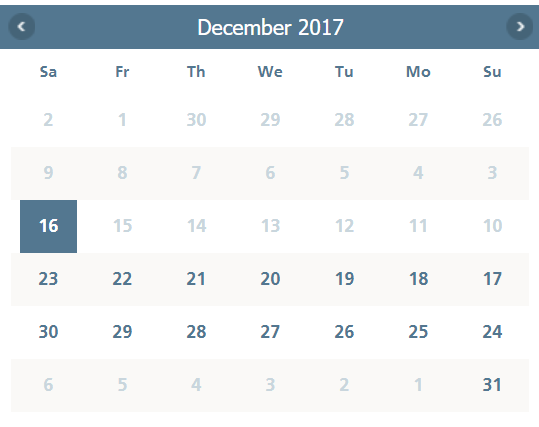 December 2017
Sa Fr Th We Tu Mo Su
2 1 30 29 28 27 26
9 8 7 6 5 4 3
16 15 14 13 12 11 10
23 22 21 20 19 18 17
30 29 28 27 26 25 24
6 5 4 3 2 1 31